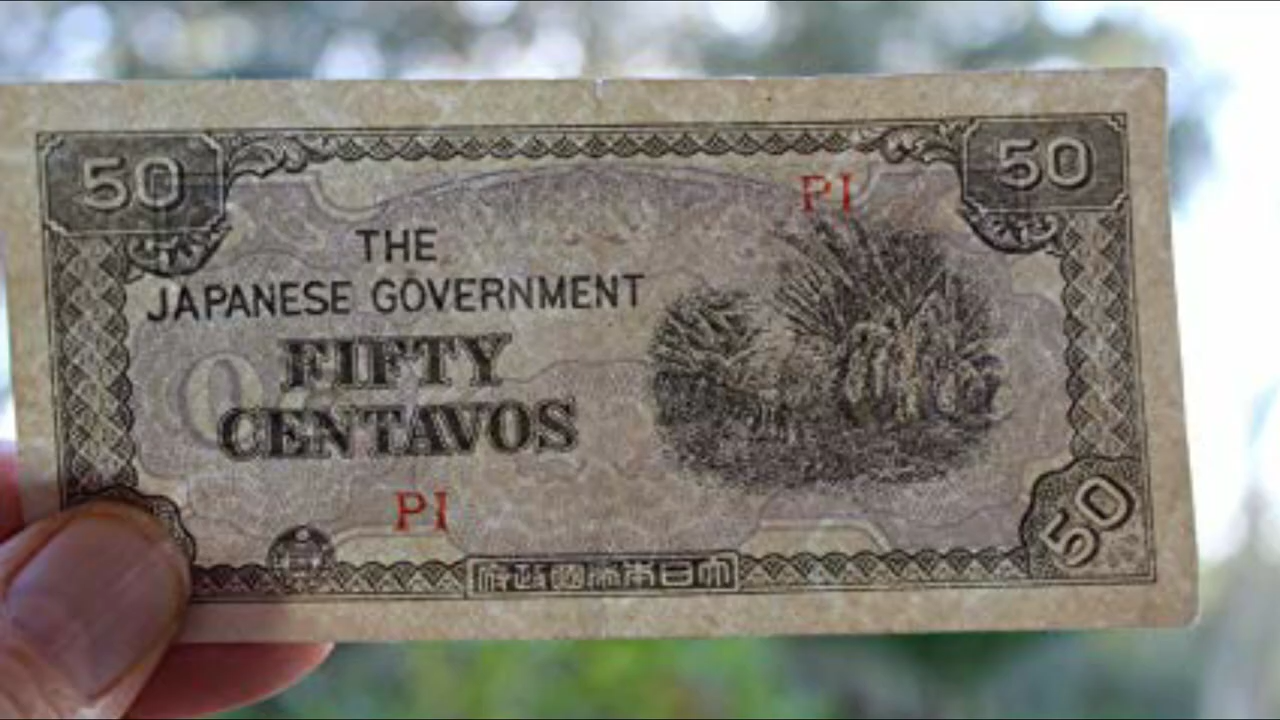 50
50
PI
THE
JAPANESE GOVERNMENT
FIFTY
CENTAVOS
PI
50
府政國帝本日大